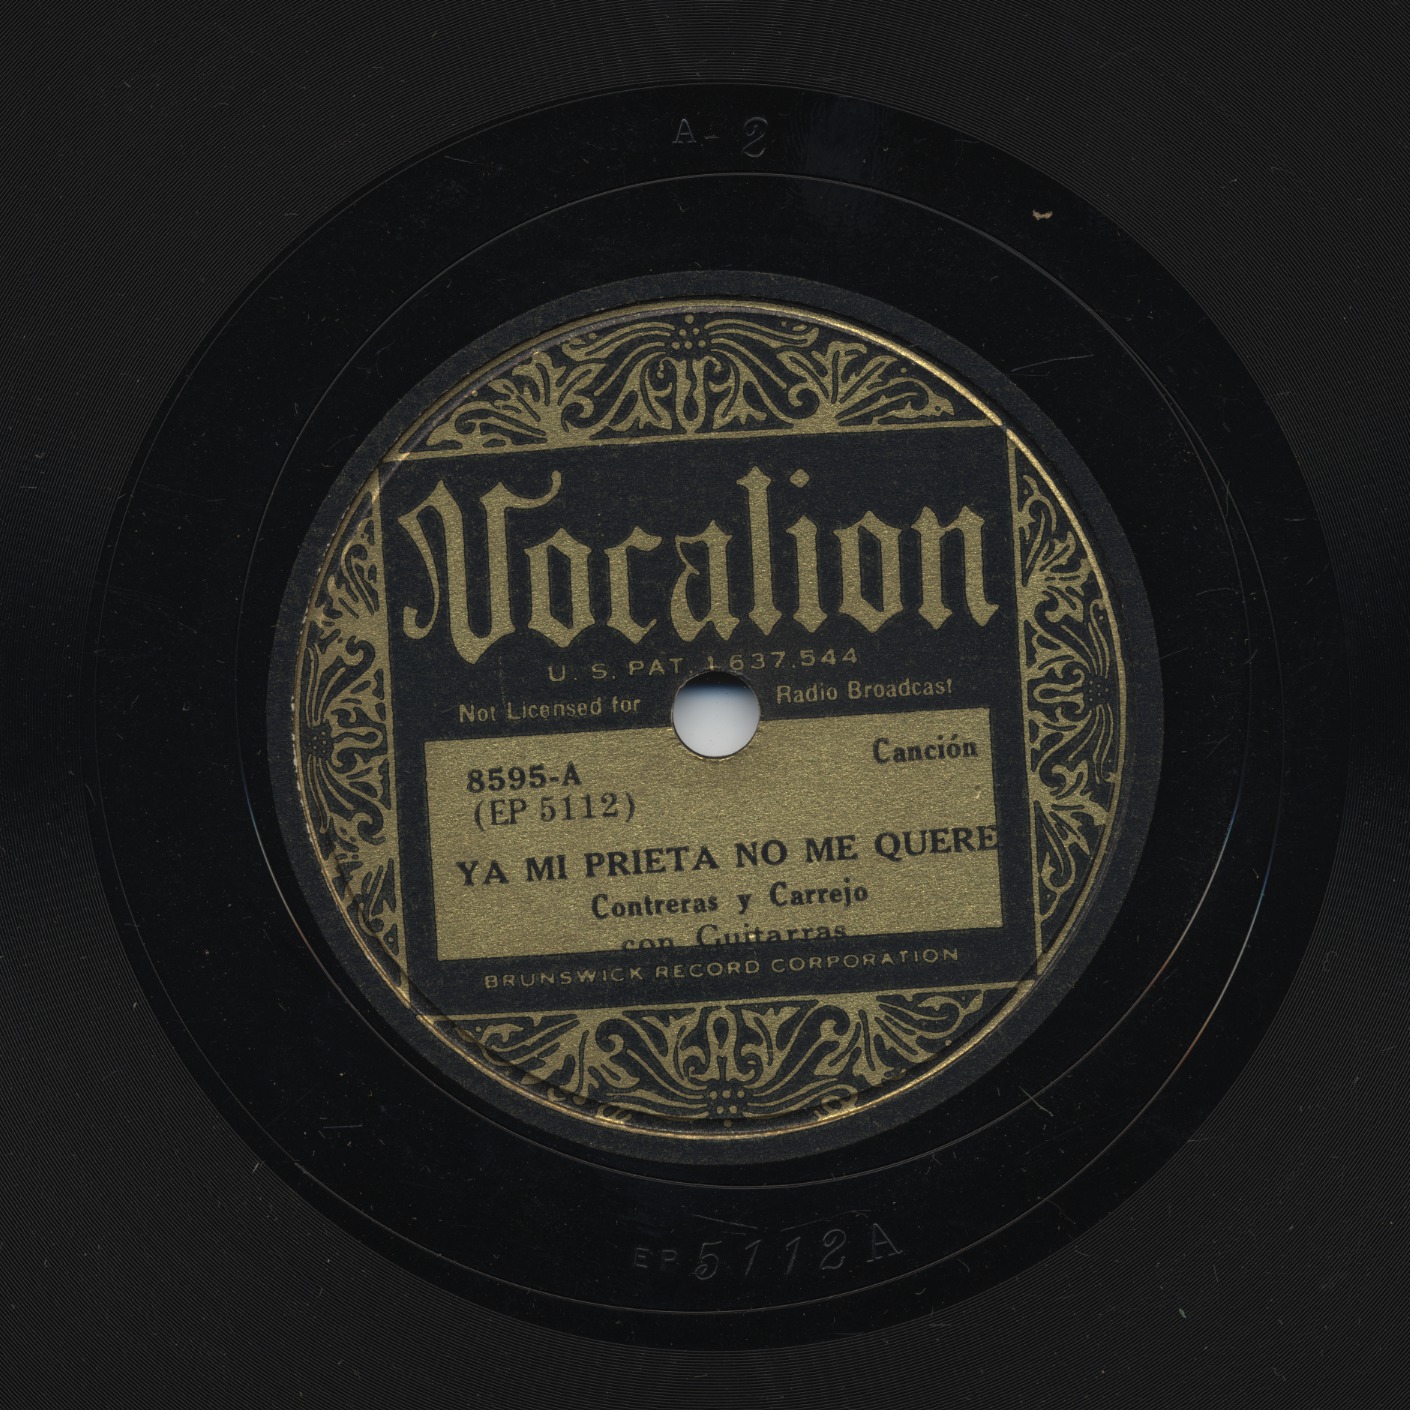 A-2
Vocalion
U. S. PAT. 1,637,544
Not Licensed for Radio Broadcast
8595-A
Canción
(EP 5112)
YA MI PRIETA NO ME QUERE
Contreras y Carrejo
con Guitarras
BRUNSWICK RECORD CORPORATION
EP 5112A